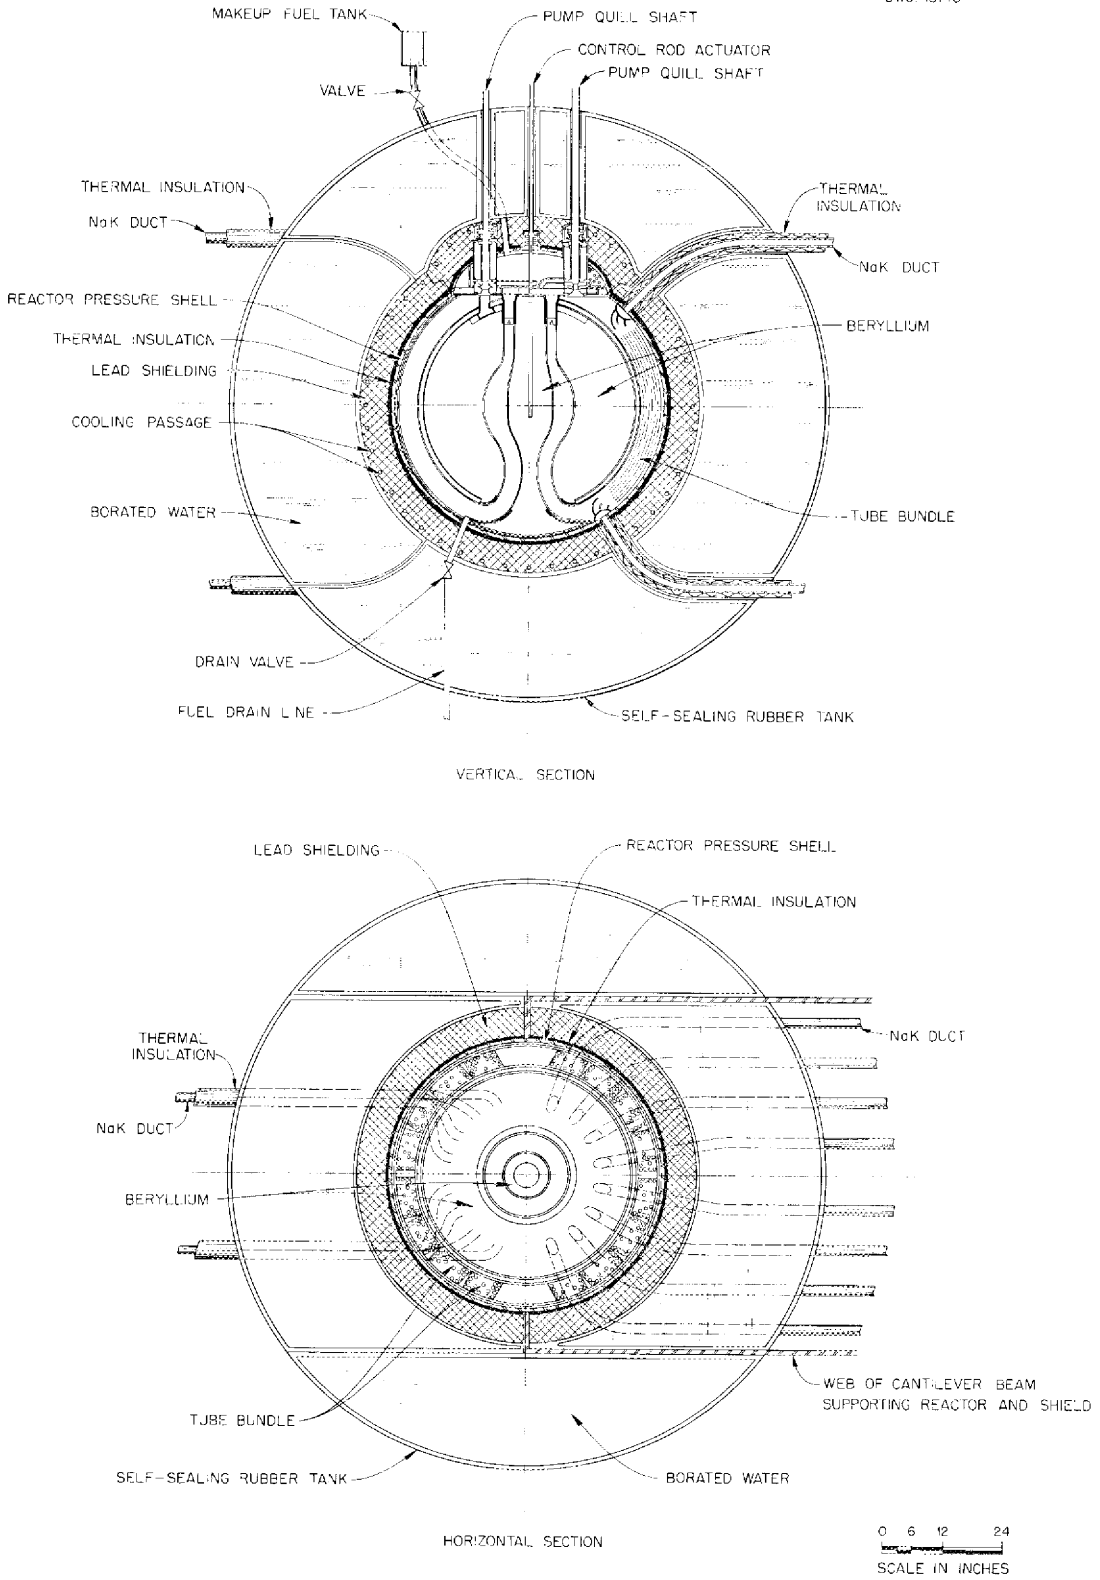 MAKEUP FUEL TANK
PUMP QUILL SHAFT
CONTROL ROD ACTUATOR
PUMP QUILL SHAFT
VALVE
THERMAL INSULATION
NaK DUCT
THERMAL
INSULATION
NaK DUCT
REACTOR PRESSURE SHELL
THERMAL INSULATION
LEAD SHIELDING
COOLING PASSAGE
BERYLLIUM
BORATED WATER
TUBE BUNDLE
DRAIN VALVE
FUEL DRAIN LINE
SELF-SEALING RUBBER TANK
VERTICAL SECTION
LEAD SHIELDING
REACTOR PRESSURE SHELL
THERMAL INSULATION
THERMAL
INSULATION
NaK DUCT
NaK DUCT
BERYLLIUM
WEB OF CANTILEVER BEAM
SUPPORTING REACTOR AND SHIELD
TUBE BUNDLE
SELF-SEALING RUBBER TANK
BORATED WATER
HORIZONTAL SECTION
0 6 12 24
SCALE IN INCHES